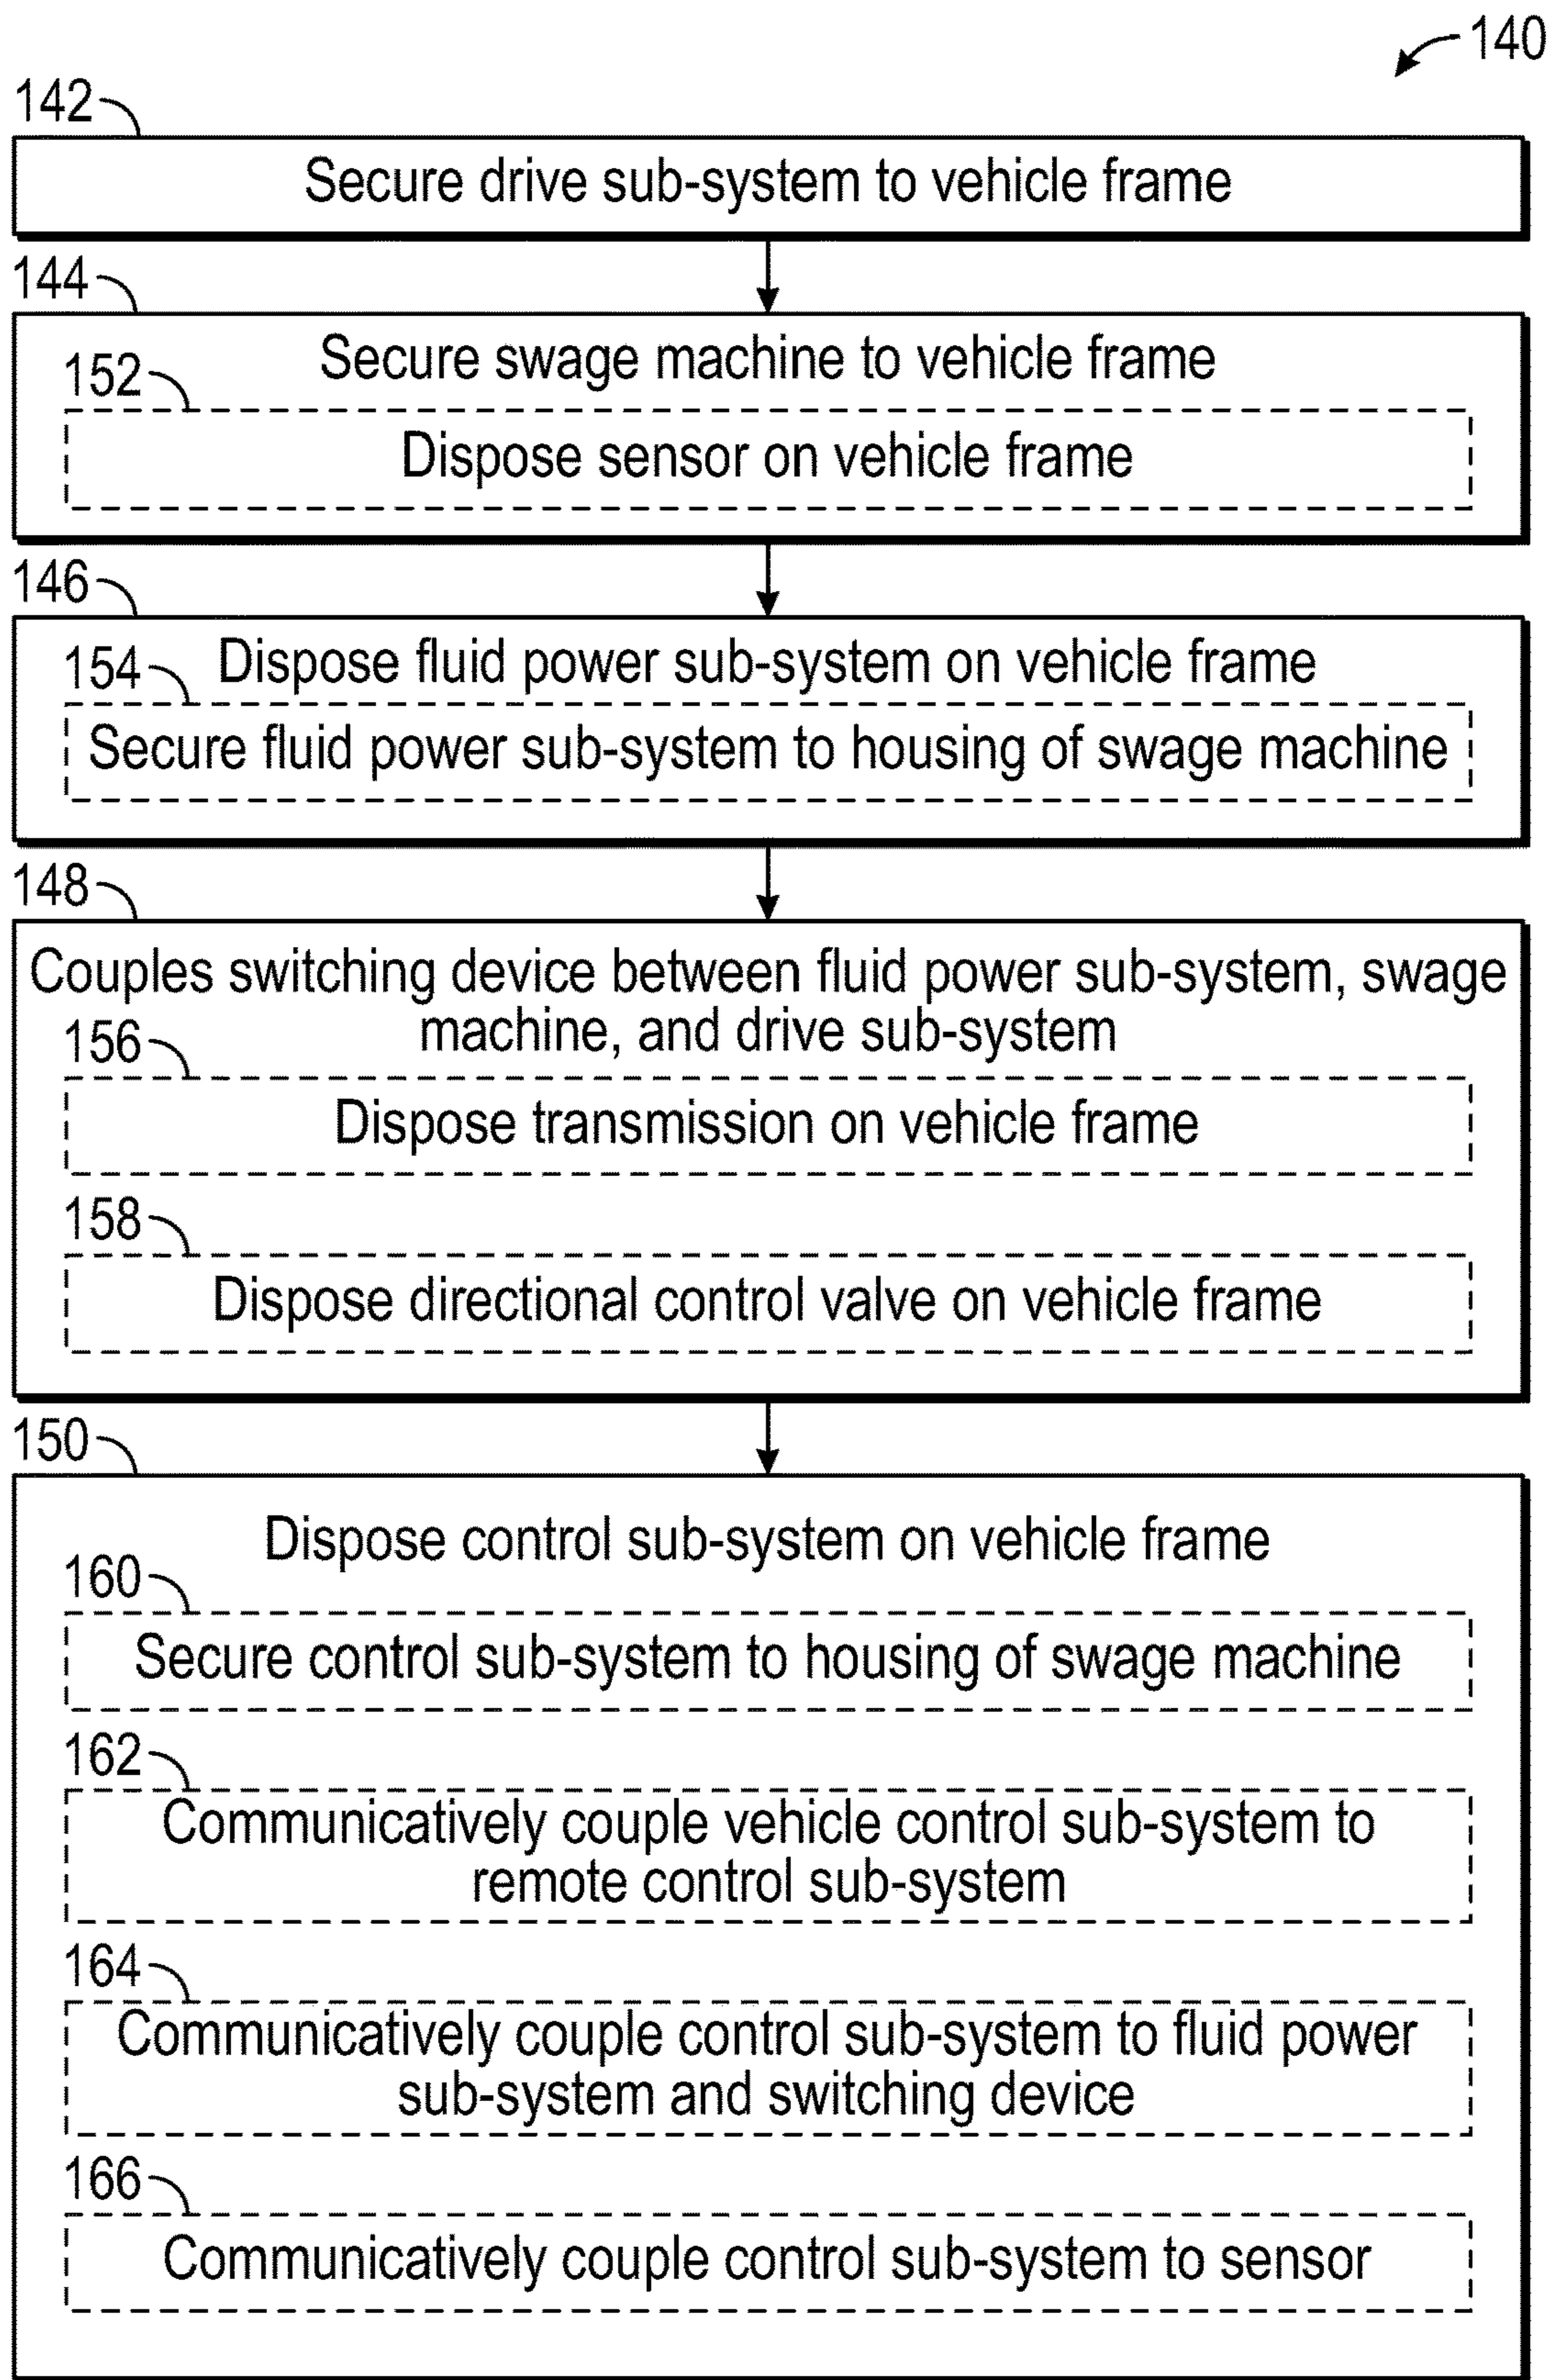 140
142
Secure drive sub-system to vehicle frame
144
Secure swage machine to vehicle frame
152
Dispose sensor on vehicle frame
146
Dispose fluid power sub-system on vehicle frame
154
Secure fluid power sub-system to housing of swage machine
148
Couples switching device between fluid power sub-system, swage
machine, and drive sub-system
156
Dispose transmission on vehicle frame
158
Dispose directional control valve on vehicle frame
150
Dispose control sub-system on vehicle frame
160
Secure control sub-system to housing of swage machine
162
Communicatively couple vehicle control sub-system to
remote control sub-system
164
Communicatively couple control sub-system to fluid power
sub-system and switching device
166
Communicatively couple control sub-system to sensor